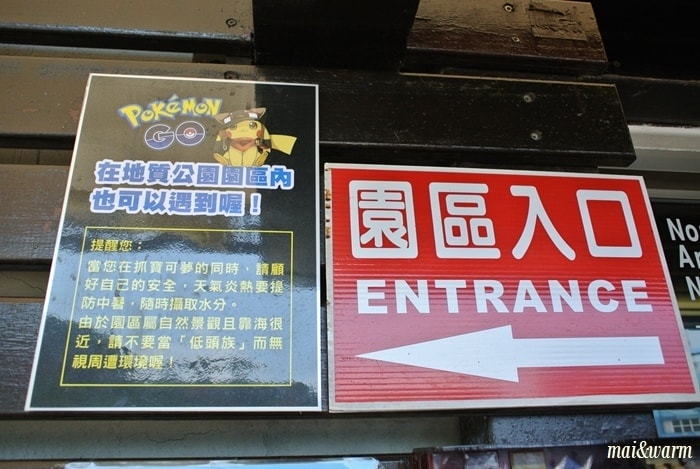 POKéMON
GO
在地質公園園區內
也可以遇到喔！
提醒您：
當您在抓寶可夢的同時，請顧
好自己的安全，天氣炎熱要提
防中暑，隨時攝取水分。
由於園區屬自然景觀且靠海很
近，請不要當「低頭族」而無
視周遭環境喔！
園區入口
ENTRANCE
No
mai&warm